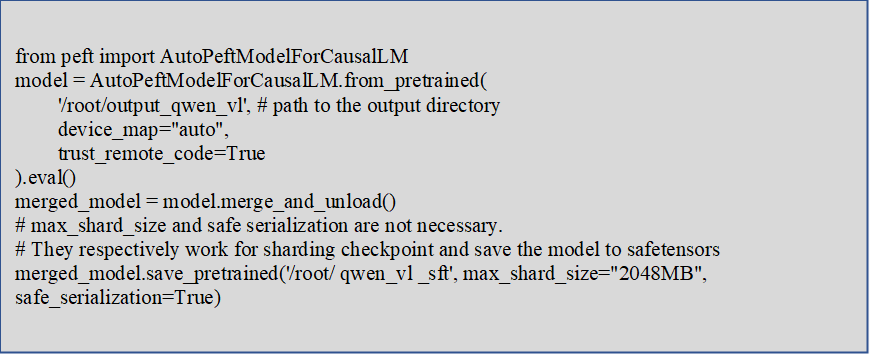 from peft import AutoPeftModelForCausalLM
model = AutoPeftModelForCausalLM.from_pretrained(
'/root/output_qwen_vl', # path to the output directory
device_map="auto",
trust_remote_code=True
).eval()
merged_model = model.merge_and_unload()
# max_shard_size and safe serialization are not necessary.
# They respectively work for sharding checkpoint and save the model to safetensors
merged_model.save_pretrained('/root/ qwen_vl _sft', max_shard_size="2048MB",
safe_serialization=True)